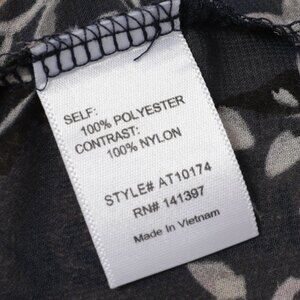 SELF:
100% POLYESTER
CONTRAST:
100% NYLON
STYLE# AT10174
RN# 141397
Made In Vietnam